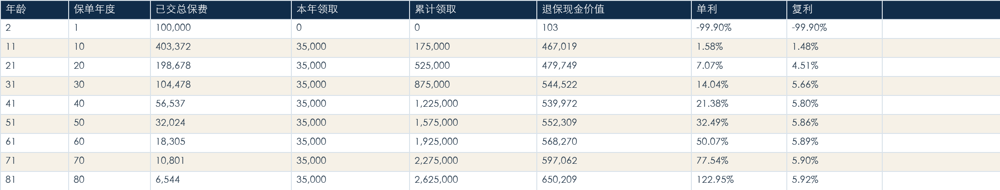 年龄 保单年度 已交总保费 本年领取 累计领取 退保现金价值 单利 复利
2 1 100,000 0 0 103 -99.90% -99.90%
11 10 403,372 35,000 175,000 467,019 1.58% 1.48%
21 20 198,678 35,000 525,000 479,749 7.07% 4.51%
31 30 104,478 35,000 875,000 544,522 14.04% 5.66%
41 40 56,537 35,000 1,225,000 539,972 21.38% 5.80%
51 50 32,024 35,000 1,575,000 552,309 32.49% 5.86%
61 60 18,305 35,000 1,925,000 568,270 50.07% 5.89%
71 70 10,801 35,000 2,275,000 597,062 77.54% 5.90%
81 80 6,544 35,000 2,625,000 650,209 122.95% 5.92%